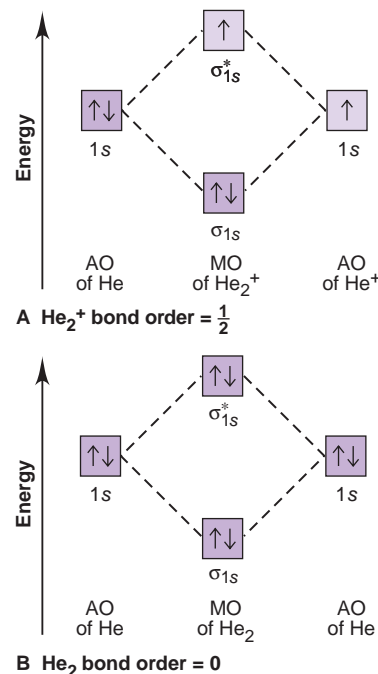 ↑
σ*1s
↑↓ ↑
1s 1s
Energy
↑↓
σ1s
AO of He
MO of He2+
AO of He+
A He2+ bond order = 1/2
↑↓
σ*1s
↑↓ ↑↓
1s 1s
Energy
↑↓
σ1s
AO of He
MO of He2
AO of He
B He2 bond order = 0